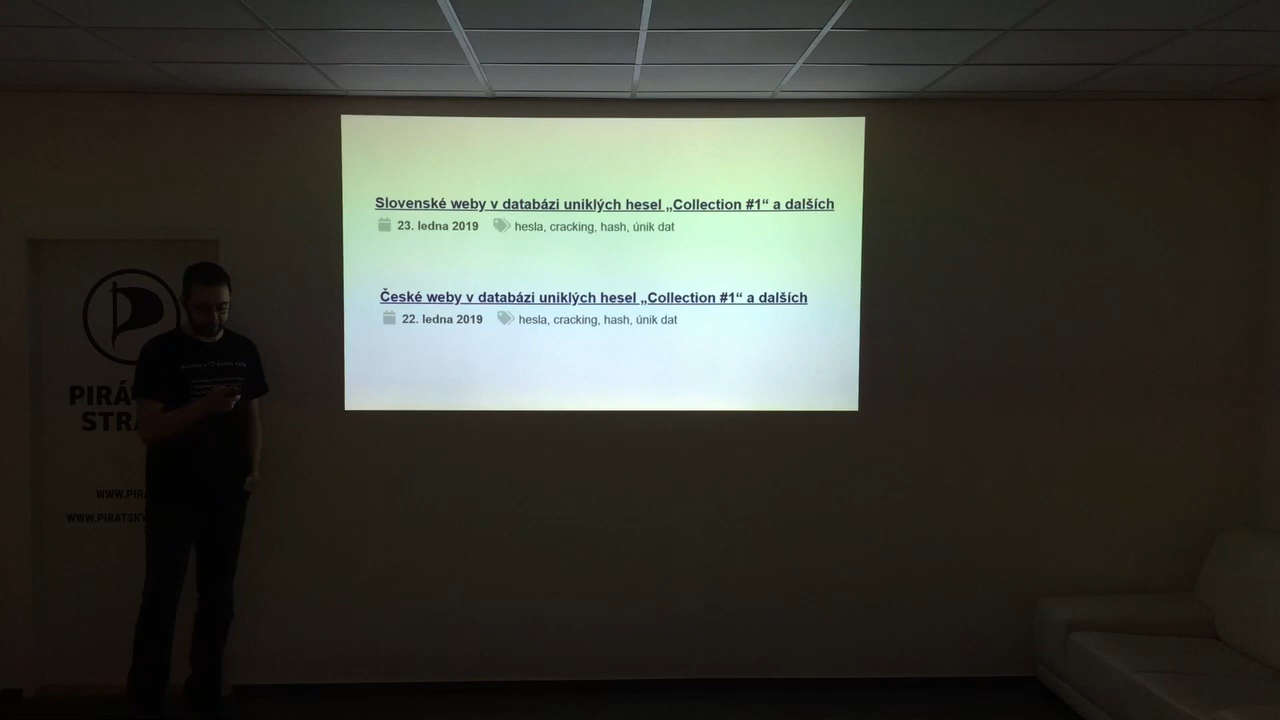 Slovenské weby v databázi uniklých hesel „Collection #1“ a dalších
23. ledna 2019 hesla, cracking, hash, únik dat
České weby v databázi uniklých hesel „Collection #1“ a dalších
22. ledna 2019 hesla, cracking, hash, únik dat
PIRÁ
STRA
WWW.PIRA
WWW.PIRATSKY